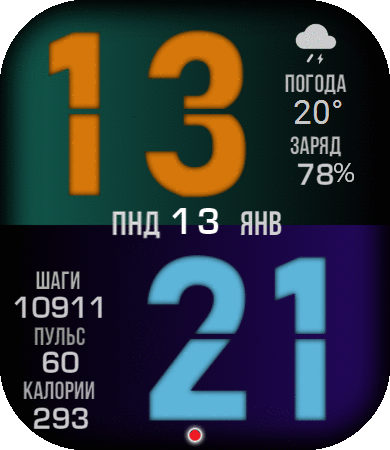 13
ПОГОДА
20°
ЗАРЯД
78%
ПНД 13 ЯНВ
ШАГИ
10911
ПУЛЬС
60
КАЛОРИИ
293
21